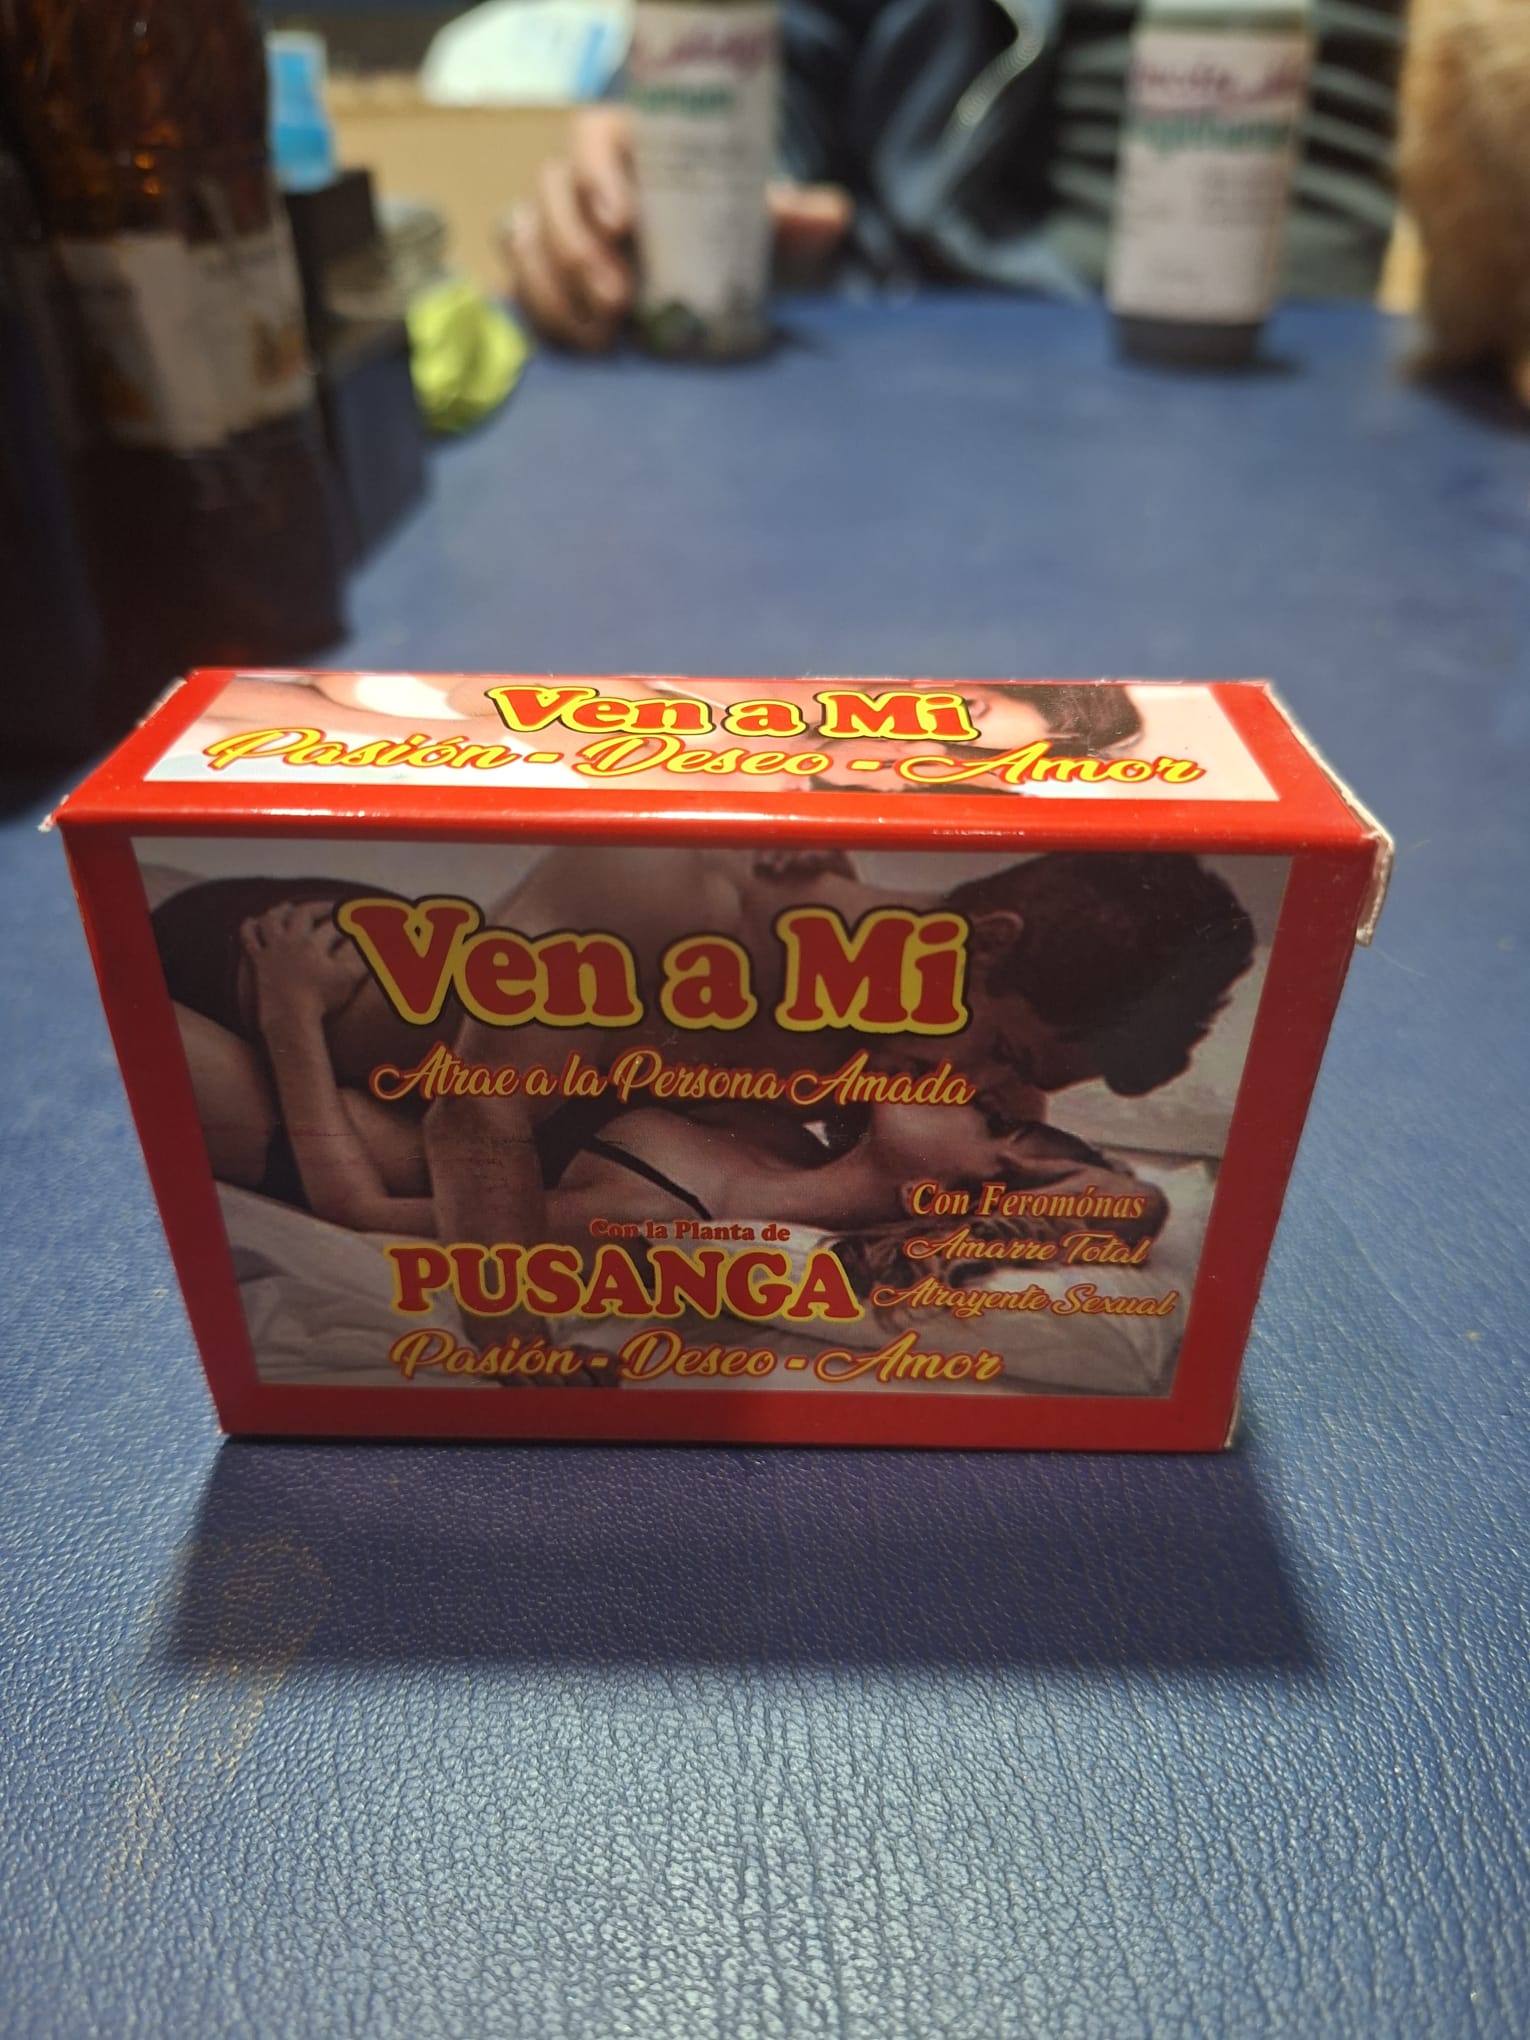 Ven a Mi
Pasión - Deseo - Amor
Ven a Mi
Atrae a la Persona Amada
Con Feromónas
Amarre Total
Atrayente Sexual
Con la Planta de
PUSANGA
Pasión - Deseo - Amor